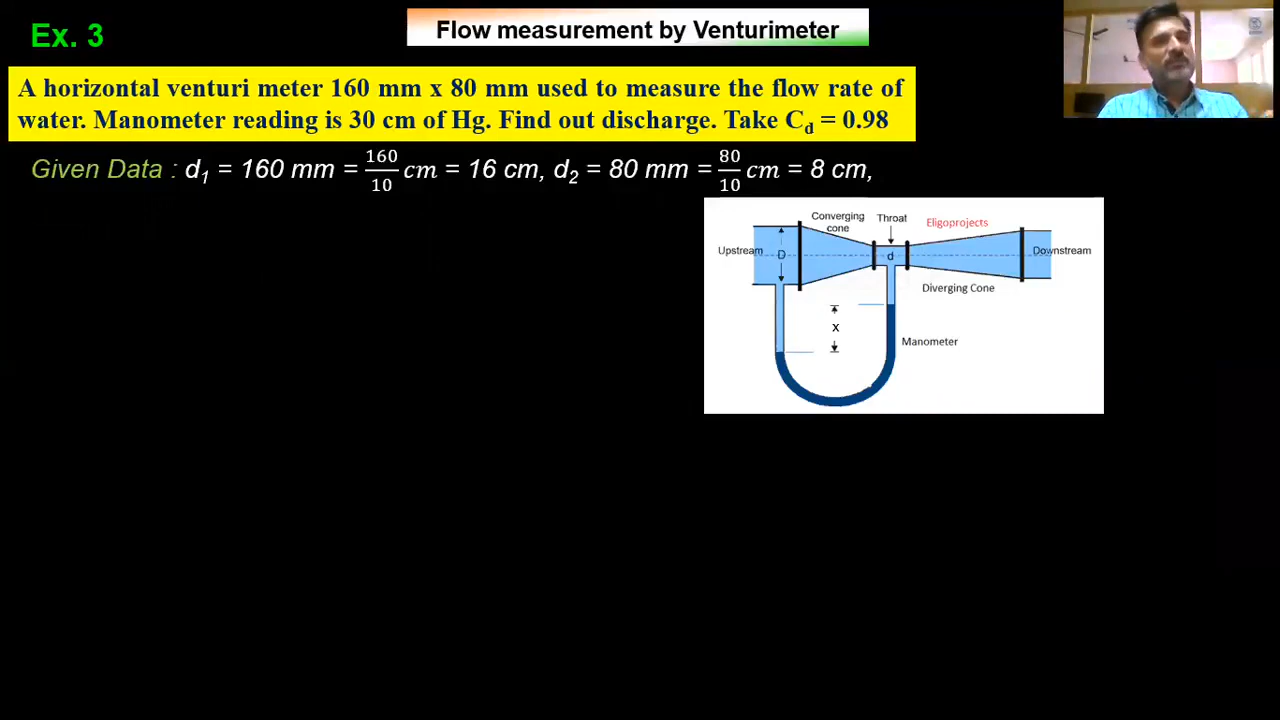 Ex. 3
Flow measurement by Venturimeter
A horizontal venturi meter 160 mm x 80 mm used to measure the flow rate of
water. Manometer reading is 30 cm of Hg. Find out discharge. Take Cd = 0.98
Given Data : d1 = 160 mm = 160/10 cm = 16 cm, d2 = 80 mm = 80/10 cm = 8 cm,
Converging
cone
Throat
Eligoprojects
Upstream
D
d
Downstream
Diverging Cone
x
Manometer